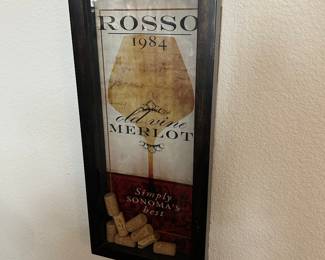 ROSSO
1984
old vine
MERLOT
Simply
SONOMA'S
best